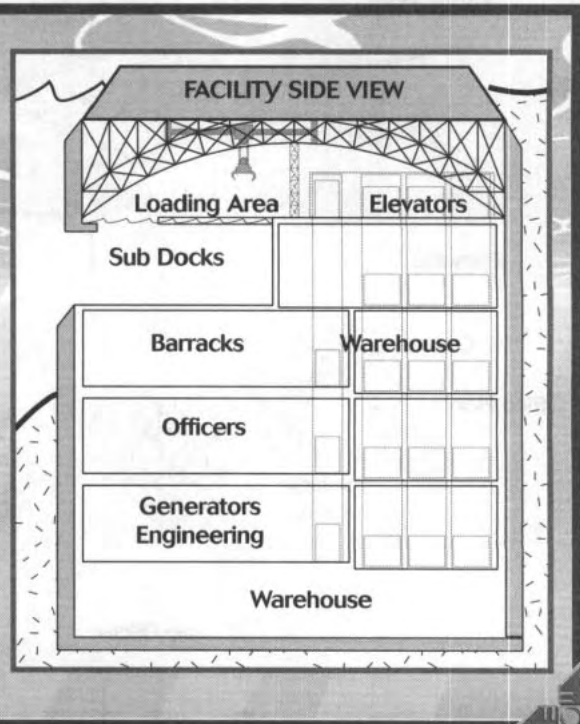 FACILITY SIDE VIEW
Loading Area
Elevators
Sub Docks
Barracks
Warehouse
Officers
Generators
Engineering
Warehouse